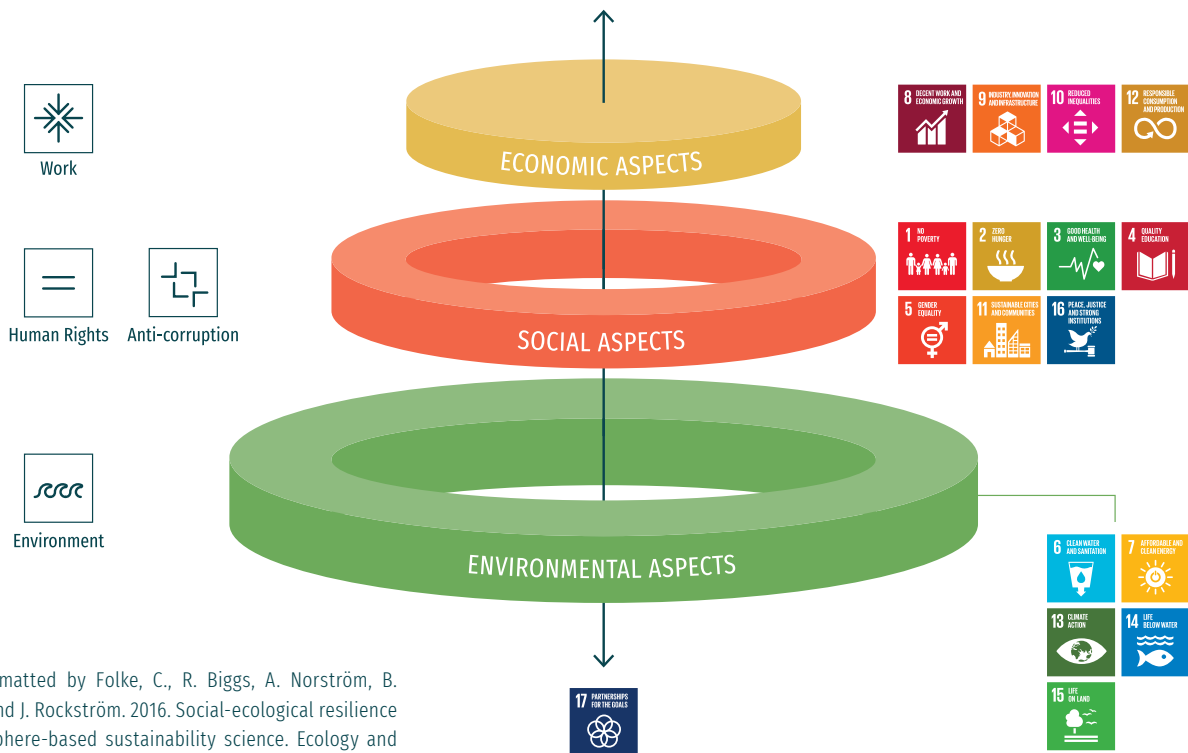 ECONOMIC ASPECTS
Work
8 DECENT WORK AND
ECONOMIC GROWTH
9 INDUSTRY, INNOVATION
AND INFRASTRUCTURE
10 REDUCED
INEQUALITIES
12 RESPONSIBLE
CONSUMPTION
AND PRODUCTION
SOCIAL ASPECTS
Human Rights
Anti-corruption
1 NO
POVERTY
2 ZERO
HUNGER
3 GOOD HEALTH
AND WELL-BEING
4 QUALITY
EDUCATION
5 GENDER
EQUALITY
11 SUSTAINABLE CITIES
AND COMMUNITIES
16 PEACE, JUSTICE
AND STRONG
INSTITUTIONS
ENVIRONMENTAL ASPECTS
Environment
6 CLEAN WATER
AND SANITATION
7 AFFORDABLE AND
CLEAN ENERGY
13 CLIMATE
ACTION
14 LIFE
BELOW WATER
15 LIFE
ON LAND
17 PARTNERSHIPS
FOR THE GOALS
matted by Folke, C., R. Biggs, A. Norström, B.
nd J. Rockström. 2016. Social-ecological resilience
phere-based sustainability science. Ecology and